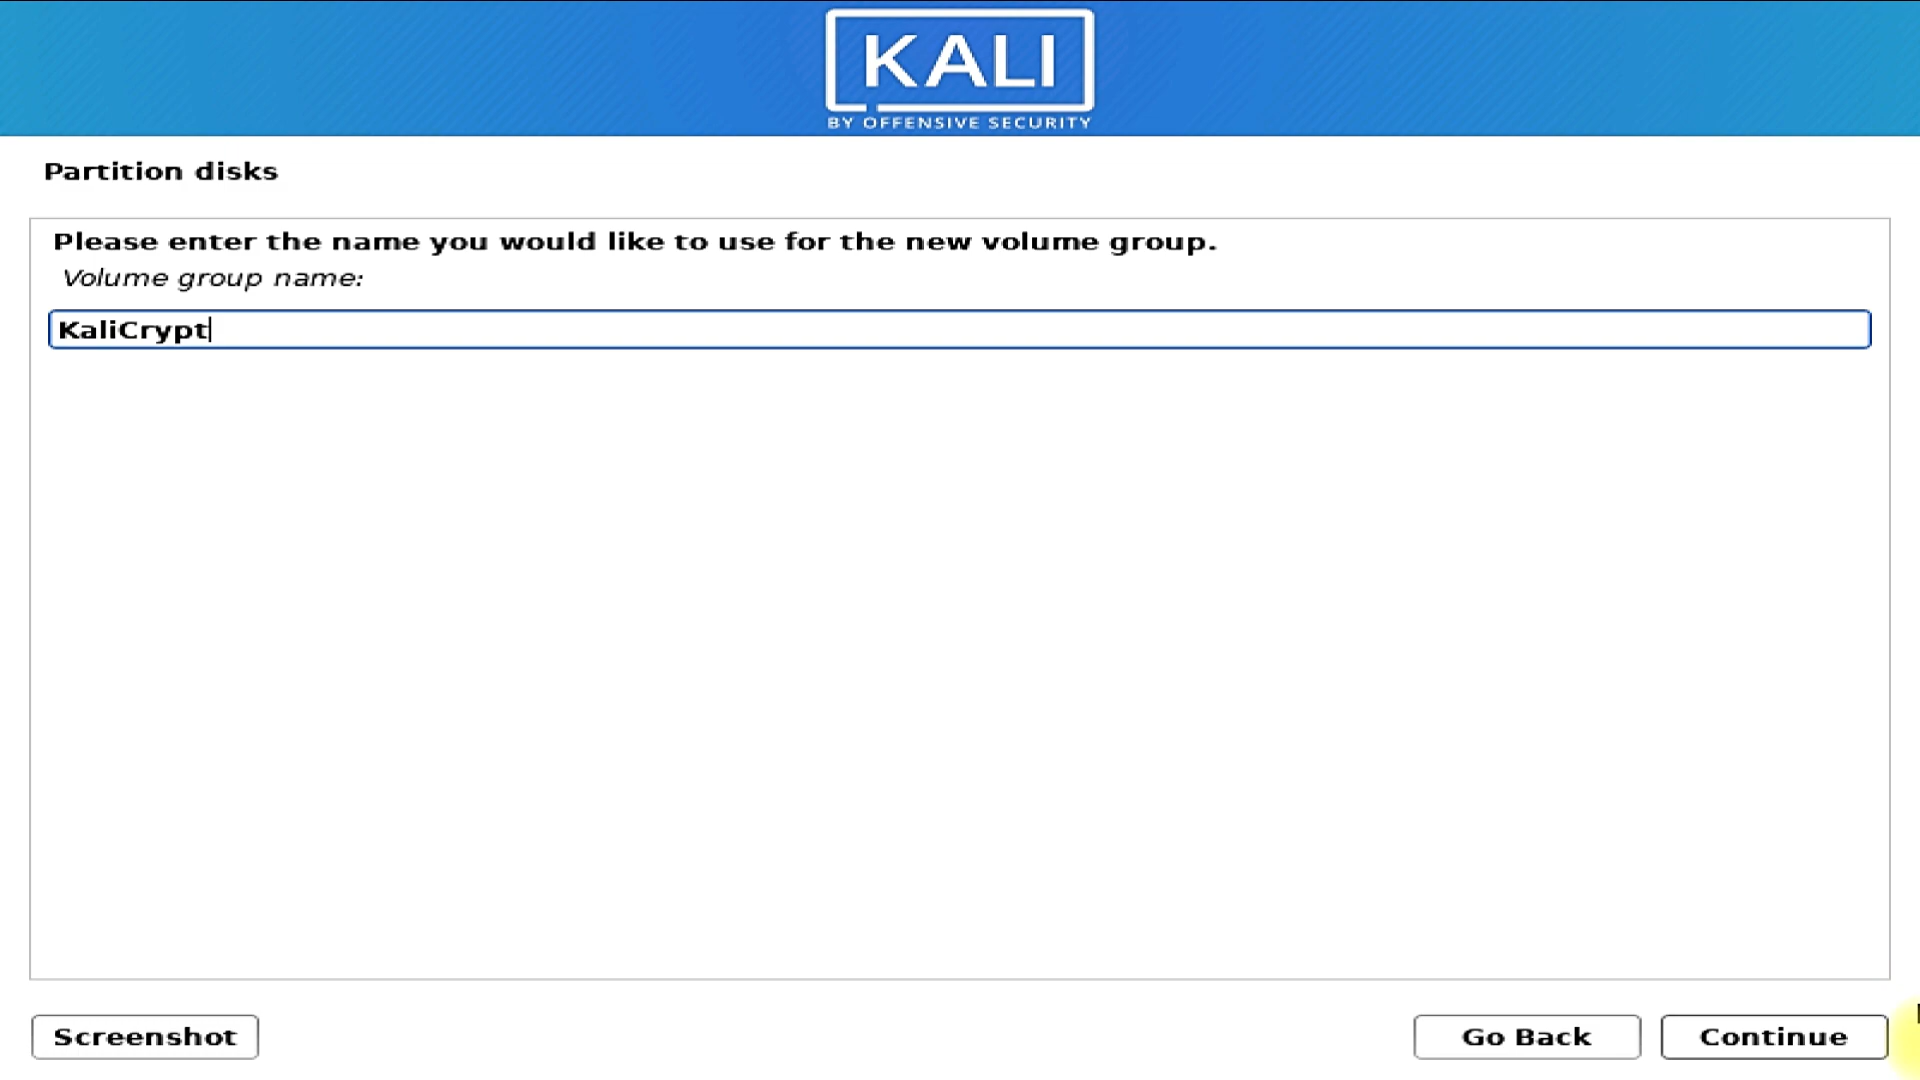 KALI
BY OFFENSIVE SECURITY
Partition disks
Please enter the name you would like to use for the new volume group.
Volume group name:
KaliCrypt
Screenshot
Go Back
Continue